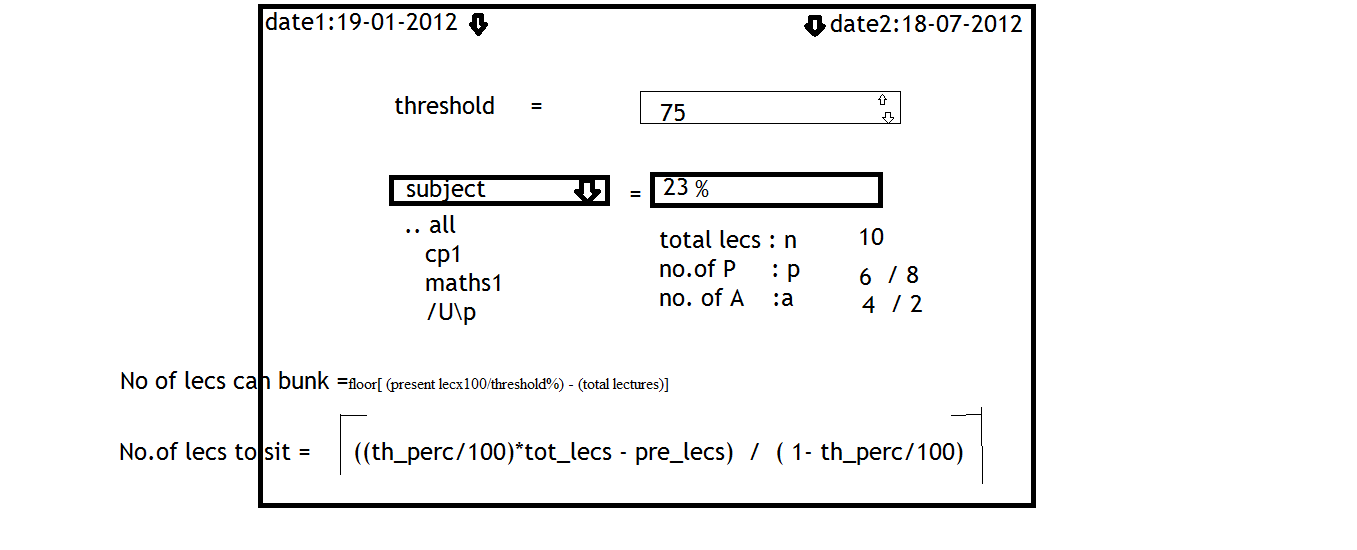 date1:19-01-2012 date2:18-07-2012
threshold = 75
subject = 23 %
.. all
cp1
maths1
/U\p
total lecs : n 10
no.of P : p 6 / 8
no. of A :a 4 / 2
No of lecs can bunk =floor[ (present lecx100/threshold%) - (total lectures)]
No.of lecs to sit = ((th_perc/100)*tot_lecs - pre_lecs) / ( 1- th_perc/100)